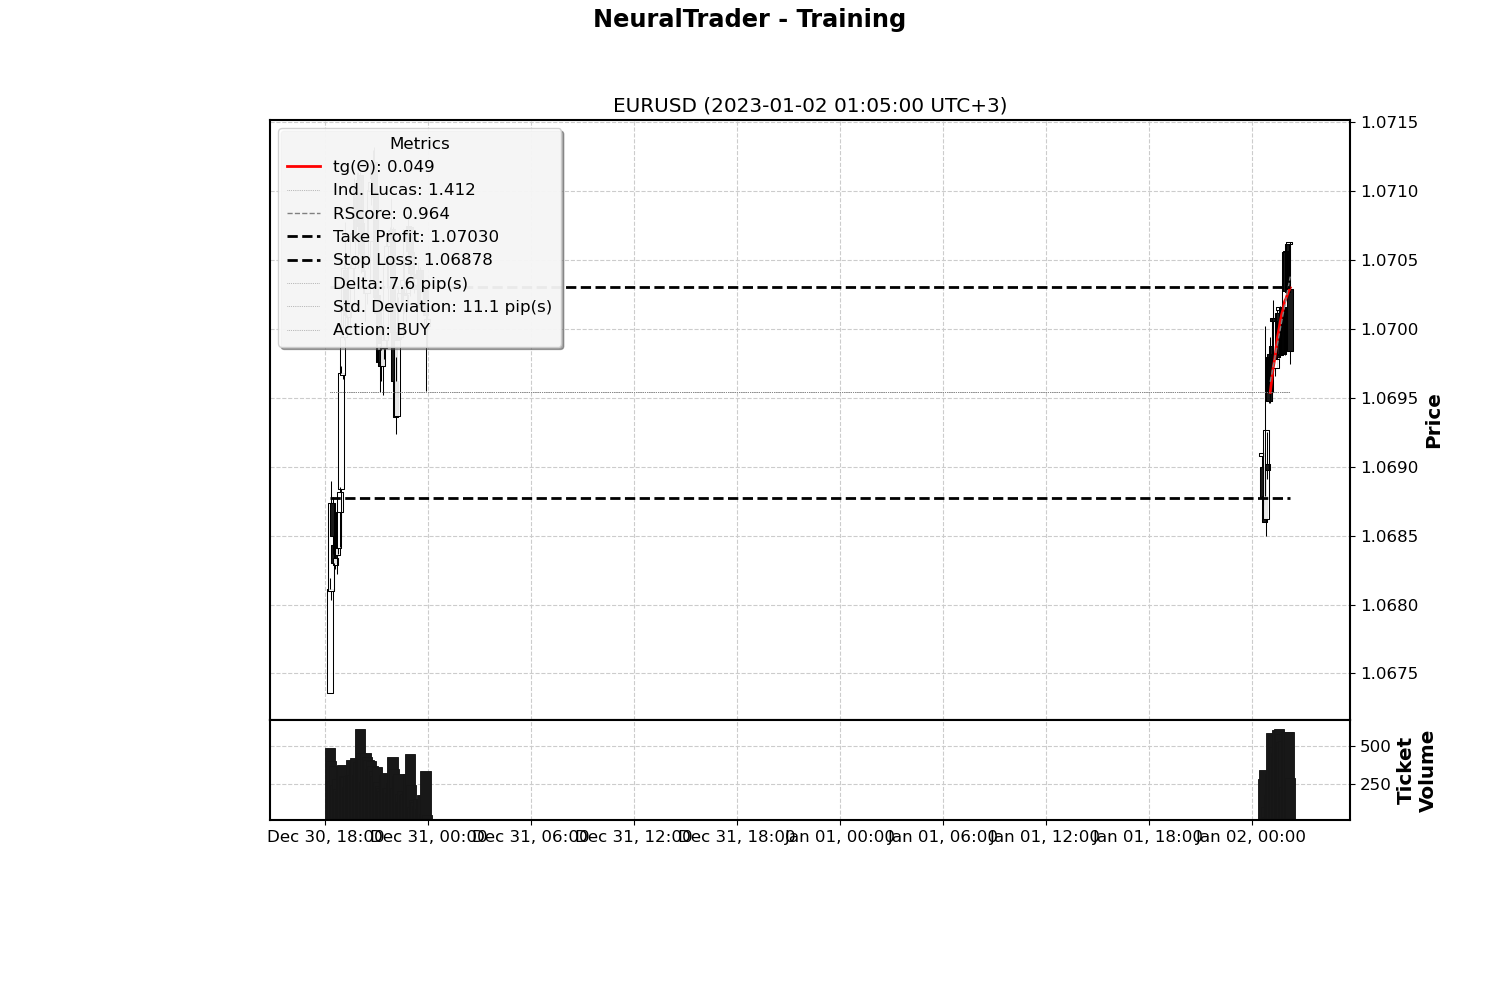 NeuralTrader - Training
EURUSD (2023-01-02 01:05:00 UTC+3)
Metrics
tg(Θ): 0.049
Ind. Lucas: 1.412
RScore: 0.964
Take Profit: 1.07030
Stop Loss: 1.06878
Delta: 7.6 pip(s)
Std. Deviation: 11.1 pip(s)
Action: BUY
1.0715
1.0710
1.0705
1.0700
1.0695
1.0690
1.0685
1.0680
1.0675
Price
500
250
Ticket
Volume
Dec 30, 18:00
Dec 31, 00:00
Dec 31, 06:00
Dec 31, 12:00
Dec 31, 18:00
Jan 01, 00:00
Jan 01, 06:00
Jan 01, 12:00
Jan 01, 18:00
Jan 02, 00:00